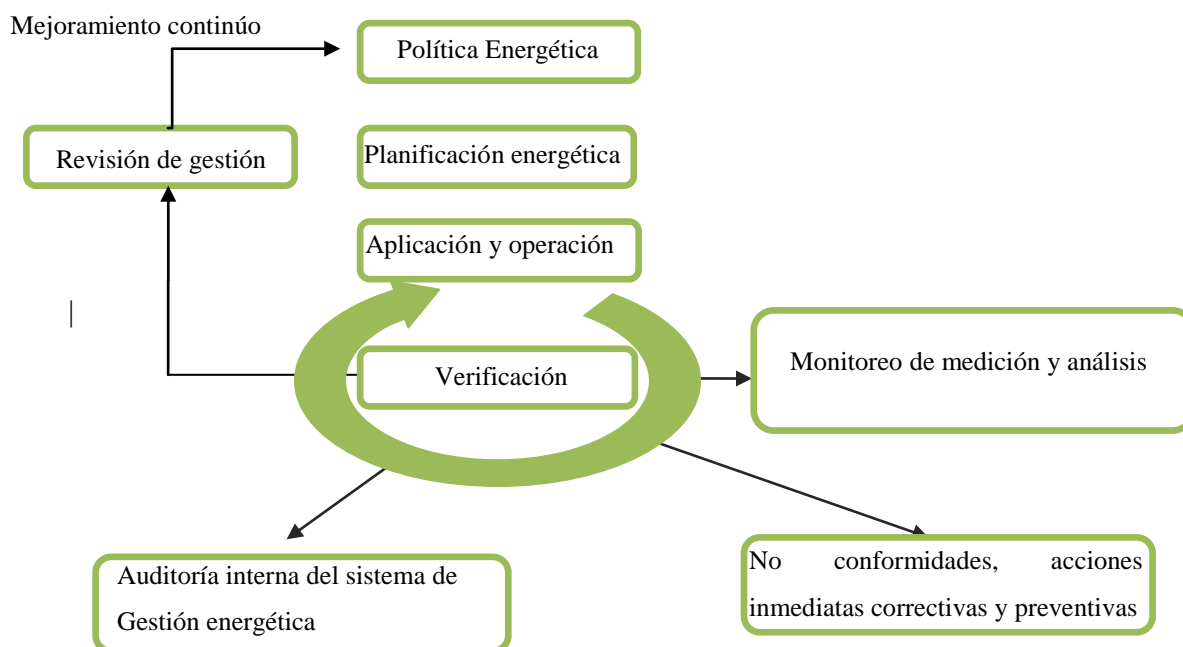 Mejoramiento continúo
Política Energética
Revisión de gestión
Planificación energética
Aplicación y operación
Verificación
Monitoreo de medición y análisis
Auditoría interna del sistema de
Gestión energética
No conformidades, acciones
inmediatas correctivas y preventivas